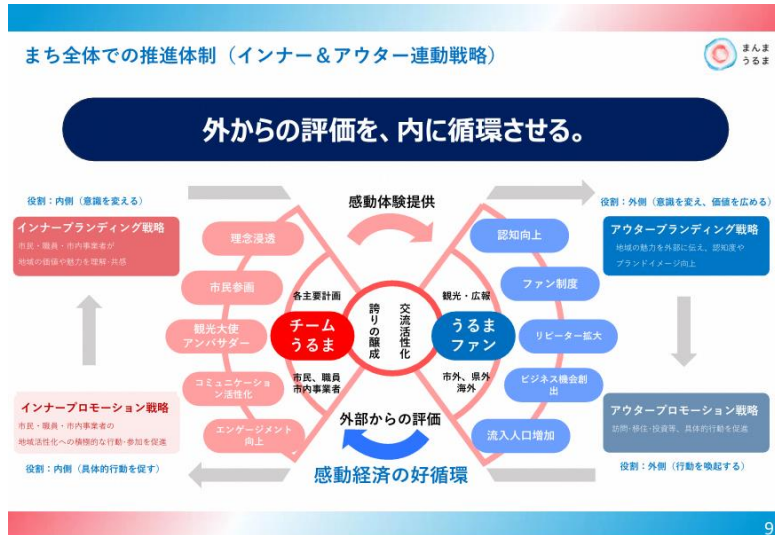 まち全体での推進体制（インナー＆アウター連動戦略）
まんま
うるま
外からの評価を、内に循環させる。
役割：内側（意識を変える）
インナーブランディング戦略
市民・職員・市内事業者が
地域の価値や魅力を理解・共感
インナープロモーション戦略
市民・職員・市内事業者の
地域活性化への積極的な行動・参加を促進
役割：内側（具体的行動を促す）
理念浸透
市民参画
観光大使
アンバサダー
コミュニケーショ
ン活性化
エンゲージメント
向上
感動体験提供
各主要計画
チーム
うるま
市民、職員
市内事業者
誇りの醸成
交流活性化
観光・広報
うるま
ファン
市外、県外
海外
外部からの評価
感動経済の好循環
認知向上
ファン制度
リピーター拡大
ビジネス機会創
出
流入人口増加
役割：外側（意識を変え、価値を広める）
アウターブランディング戦略
地域の魅力を外部に伝え、認知度や
ブランドイメージ向上
アウタープロモーション戦略
訪問・移住・投資等、具体的行動を促進
役割：外側（行動を喚起する）
9